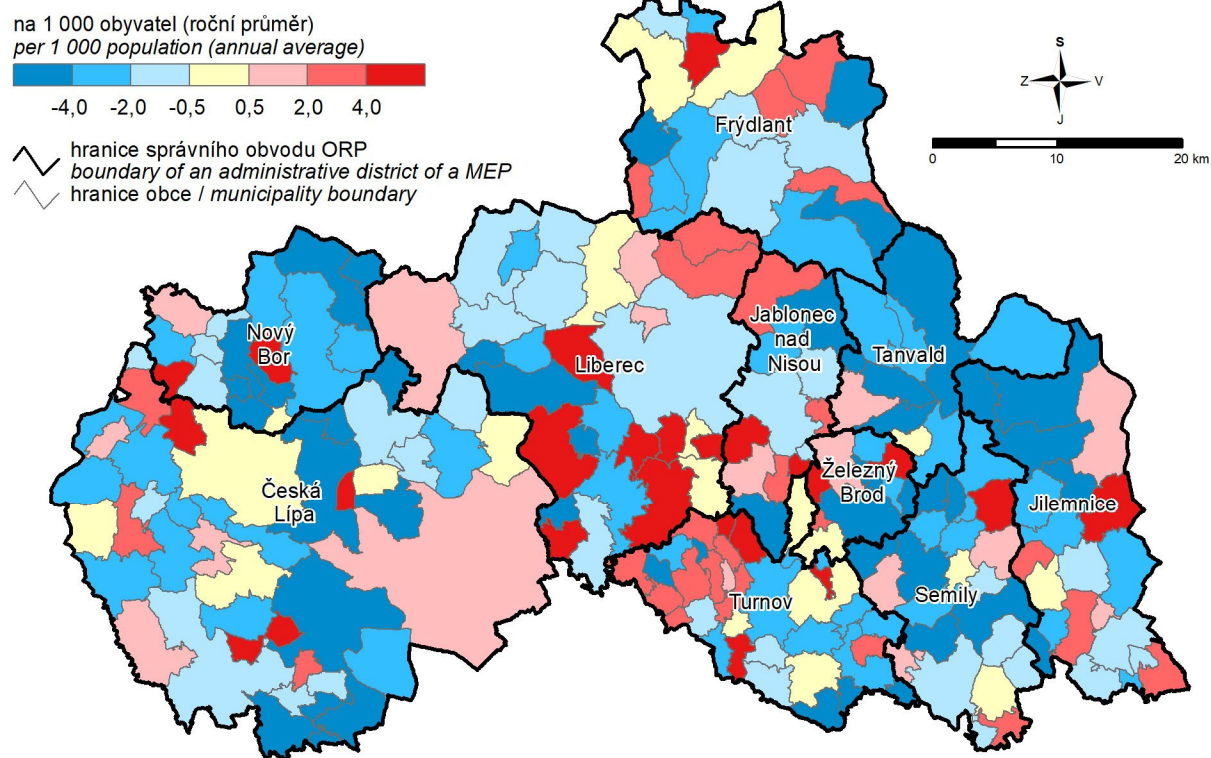 na 1 000 obyvatel (roční průměr)
per 1 000 population (annual average)
-4,0 -2,0 -0,5 0,5 2,0 4,0
hranice správního obvodu ORP
boundary of an administrative district of a MEP
hranice obce / municipality boundary
S
Z V
J
0 10 20 km
Frýdlant
Nový
Bor
Liberec
Jablonec
nad
Nisou
Tanvald
Česká
Lípa
Železný
Brod
Jilemnice
Turnov
Semily